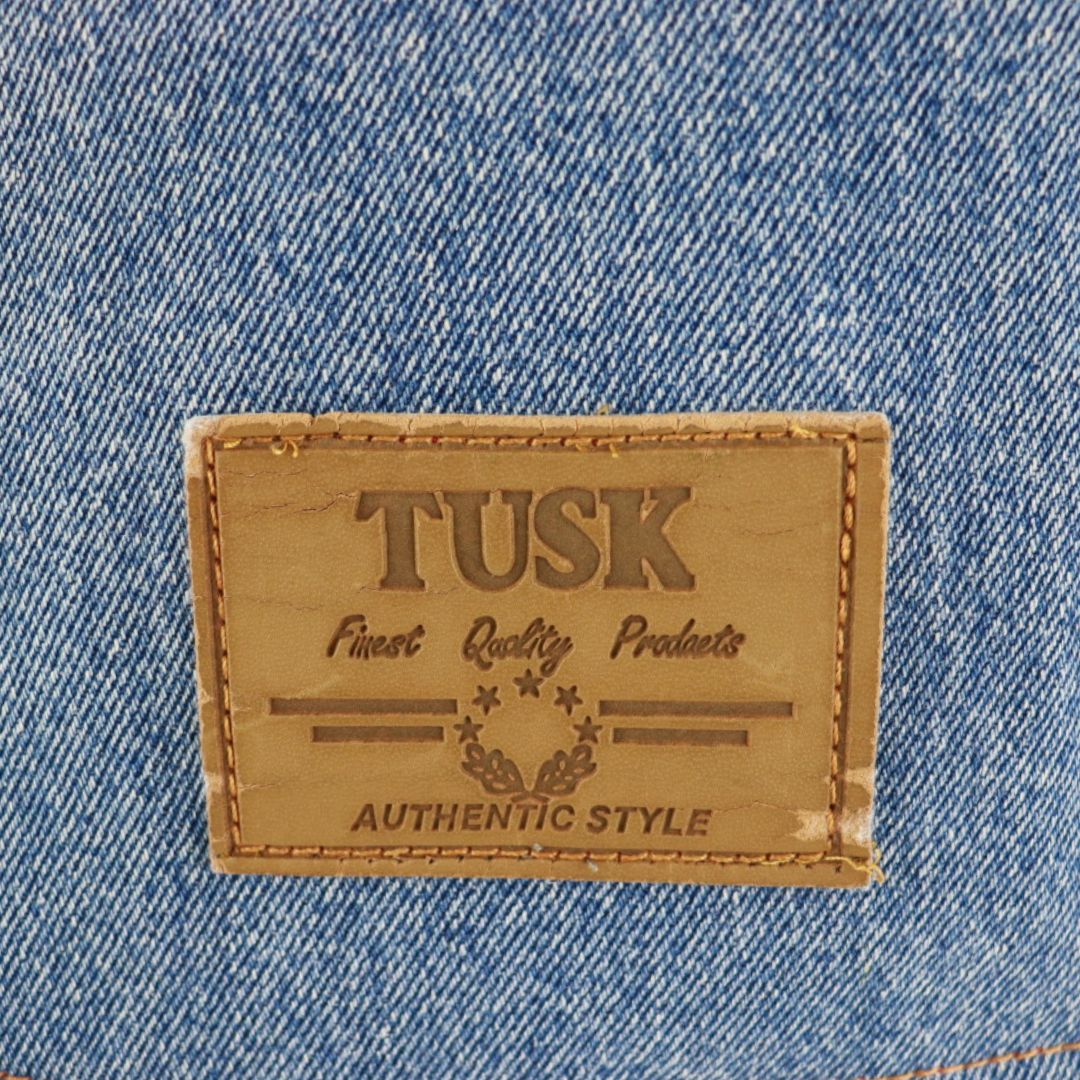 TUSK
Finest Quality Products
AUTHENTIC STYLE